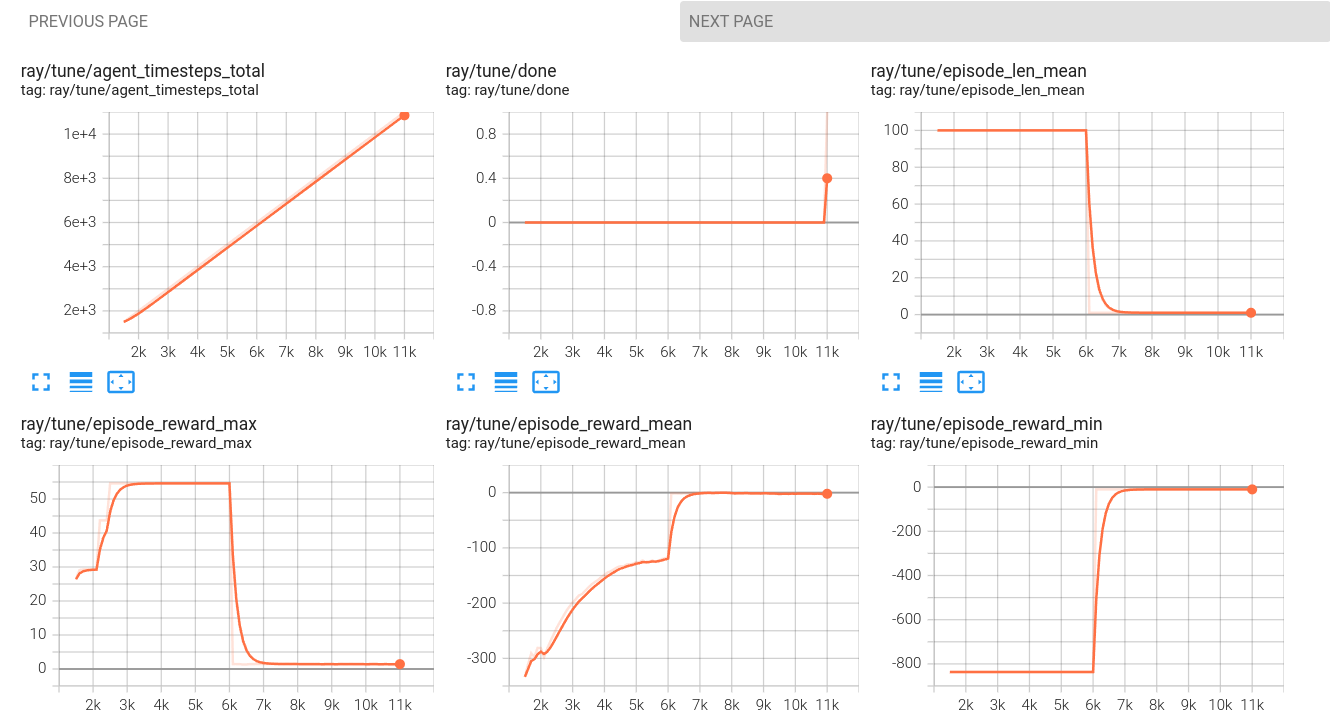 PREVIOUS PAGE
NEXT PAGE
ray/tune/agent_timesteps_total
tag: ray/tune/agent_timesteps_total
1e+4
8e+3
6e+3
4e+3
2e+3
2k 3k 4k 5k 6k 7k 8k 9k 10k 11k
ray/tune/done
tag: ray/tune/done
0.8
0.4
0
-0.4
-0.8
2k 3k 4k 5k 6k 7k 8k 9k 10k 11k
ray/tune/episode_len_mean
tag: ray/tune/episode_len_mean
100
80
60
40
20
0
2k 3k 4k 5k 6k 7k 8k 9k 10k 11k
ray/tune/episode_reward_max
tag: ray/tune/episode_reward_max
50
40
30
20
10
0
2k 3k 4k 5k 6k 7k 8k 9k 10k 11k
ray/tune/episode_reward_mean
tag: ray/tune/episode_reward_mean
0
-100
-200
-300
2k 3k 4k 5k 6k 7k 8k 9k 10k 11k
ray/tune/episode_reward_min
tag: ray/tune/episode_reward_min
0
-200
-400
-600
-800
2k 3k 4k 5k 6k 7k 8k 9k 10k 11k